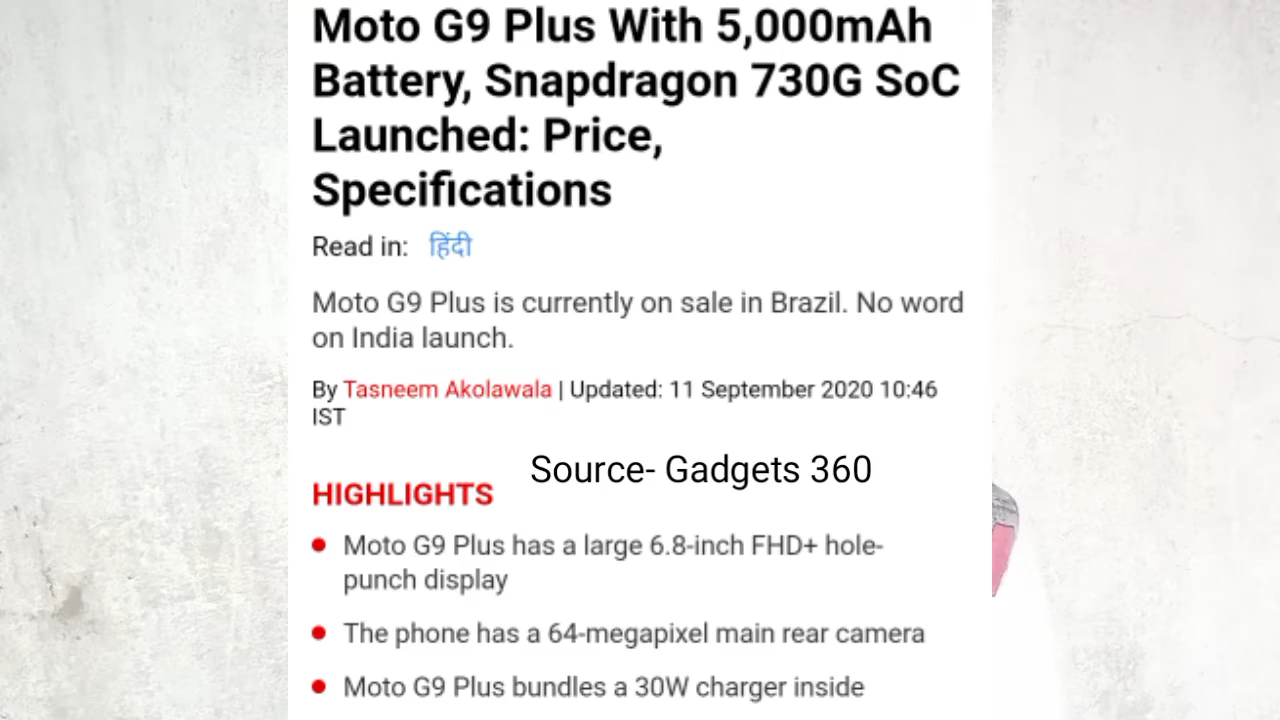 Moto G9 Plus With 5,000mAh
Battery, Snapdragon 730G SoC
Launched: Price,
Specifications
Read in: हिंदी
Moto G9 Plus is currently on sale in Brazil. No word
on India launch.
By Tasneem Akolawala | Updated: 11 September 2020 10:46
IST
Source- Gadgets 360
HIGHLIGHTS
Moto G9 Plus has a large 6.8-inch FHD+ hole-
punch display
The phone has a 64-megapixel main rear camera
Moto G9 Plus bundles a 30W charger inside